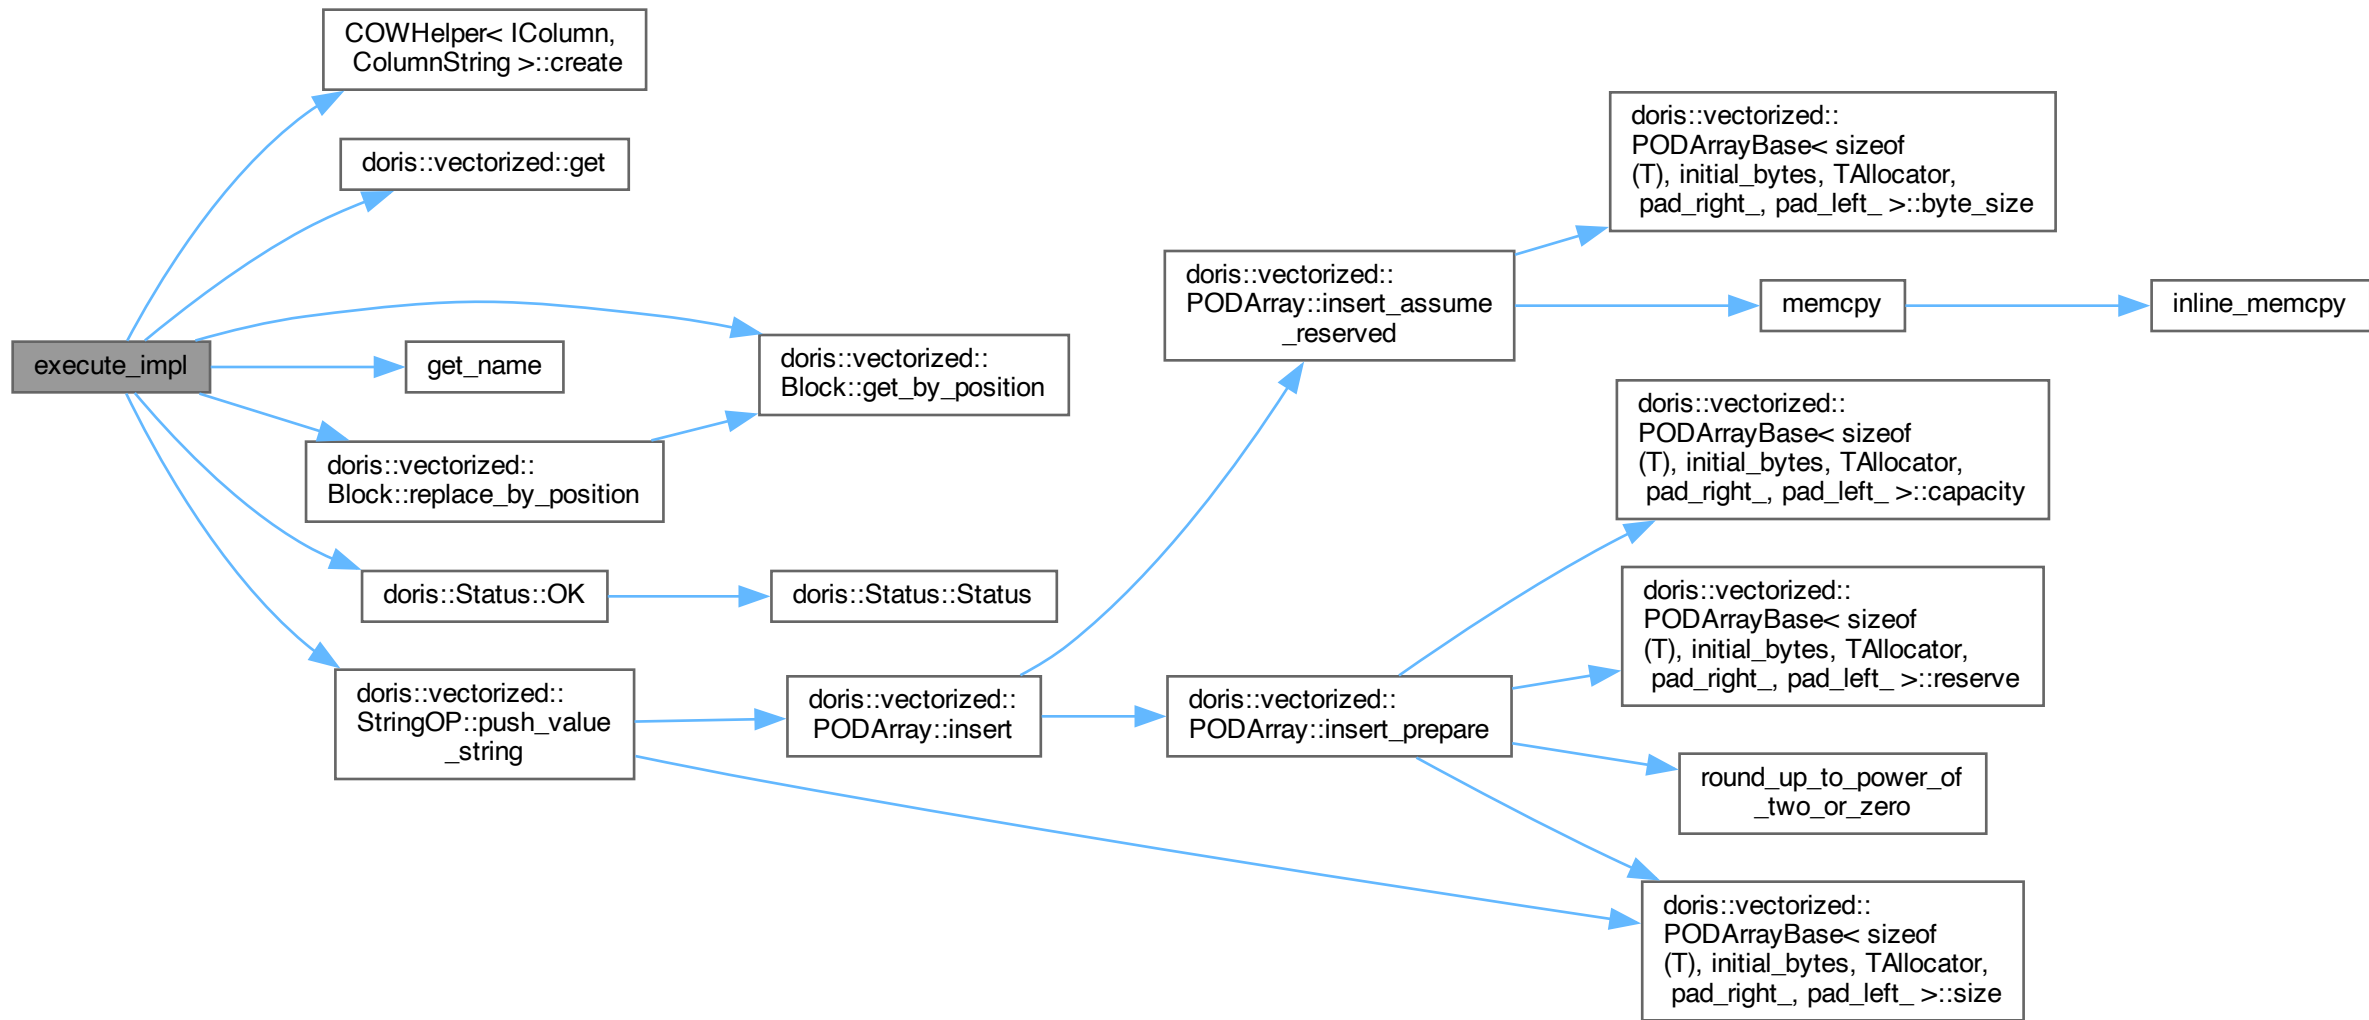 COWHelper< IColumn,
ColumnString >::create
doris::vectorized::get
execute_impl
get_name
doris::vectorized::
Block::get_by_position
doris::vectorized::
Block::replace_by_position
doris::Status::OK
doris::Status::Status
doris::vectorized::
StringOP::push_value
_string
doris::vectorized::
PODArray::insert
doris::vectorized::
PODArray::insert_assume
_reserved
doris::vectorized::
PODArray::insert_prepare
doris::vectorized::
PODArrayBase< sizeof
(T), initial_bytes, TAllocator,
pad_right_, pad_left_ >::byte_size
memcpy
inline_memcpy
doris::vectorized::
PODArrayBase< sizeof
(T), initial_bytes, TAllocator,
pad_right_, pad_left_ >::capacity
doris::vectorized::
PODArrayBase< sizeof
(T), initial_bytes, TAllocator,
pad_right_, pad_left_ >::reserve
round_up_to_power_of
_two_or_zero
doris::vectorized::
PODArrayBase< sizeof
(T), initial_bytes, TAllocator,
pad_right_, pad_left_ >::size